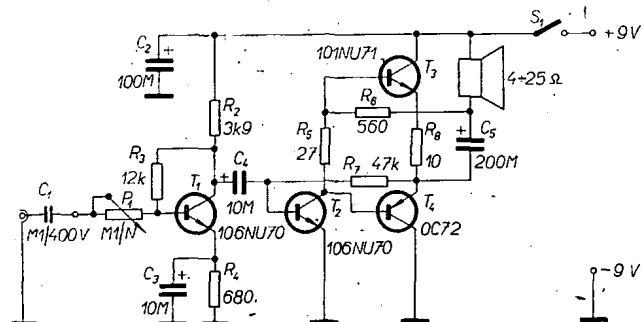 S₁
+9V
C₂
+
100M
101NU71
T₃
4÷25 Ω
R₂
3k9
R₆
560
R₅
27
R₈
10
+
C₅
200M
R₃
12k
C₄
+
10M
R₇ 47k
C₁
M1/400V
P₁
M1/N
T₁
106NU70
T₂
106NU70
T₄
OC72
C₃
+
10M
R₄
680
-9V